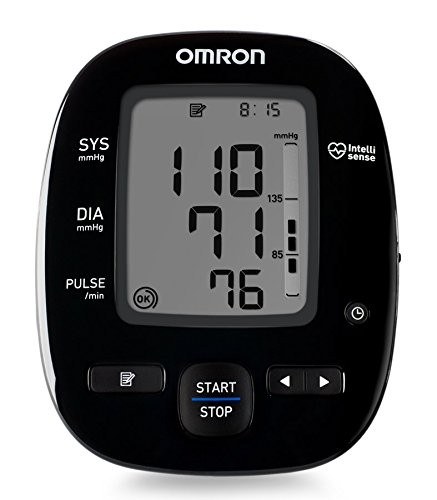 OMRON
8:15
mmHg
SYS
mmHg
110
Intelli
sense
135
DIA
mmHg
71
85
PULSE
/min
OK
76
START
STOP